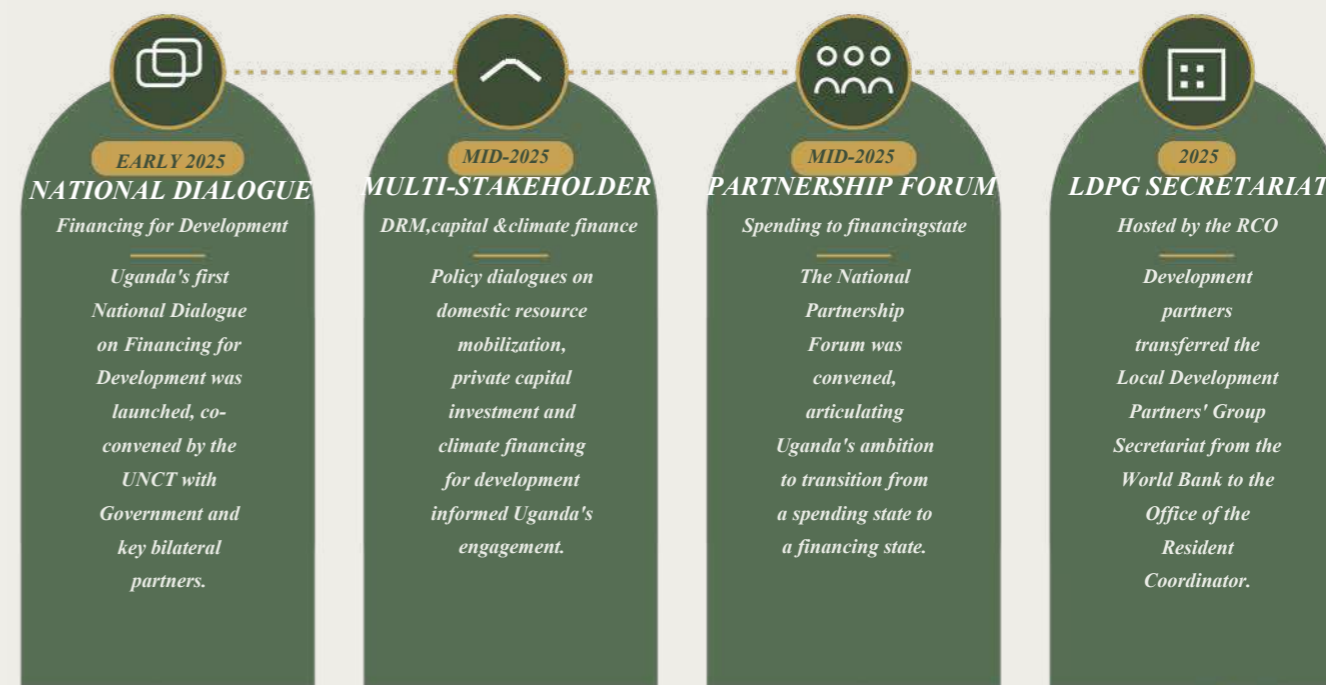 EARLY 2025
NATIONAL DIALOGUE
Financing for Development
Uganda's first
National Dialogue
on Financing for
Development was
launched, co-
convened by the
UNCT with
Government and
key bilateral
partners.
MID-2025
MULTI-STAKEHOLDER
DRM,capital &climate finance
Policy dialogues on
domestic resource
mobilization,
private capital
investment and
climate financing
for development
informed Uganda's
engagement.
MID-2025
PARTNERSHIP FORUM
Spending to financingstate
The National
Partnership
Forum was
convened,
articulating
Uganda's ambition
to transition from
a spending state to
a financing state.
2025
LDPG SECRETARIAT
Hosted by the RCO
Development
partners
transferred the
Local Development
Partners' Group
Secretariat from the
World Bank to the
Office of the
Resident
Coordinator.